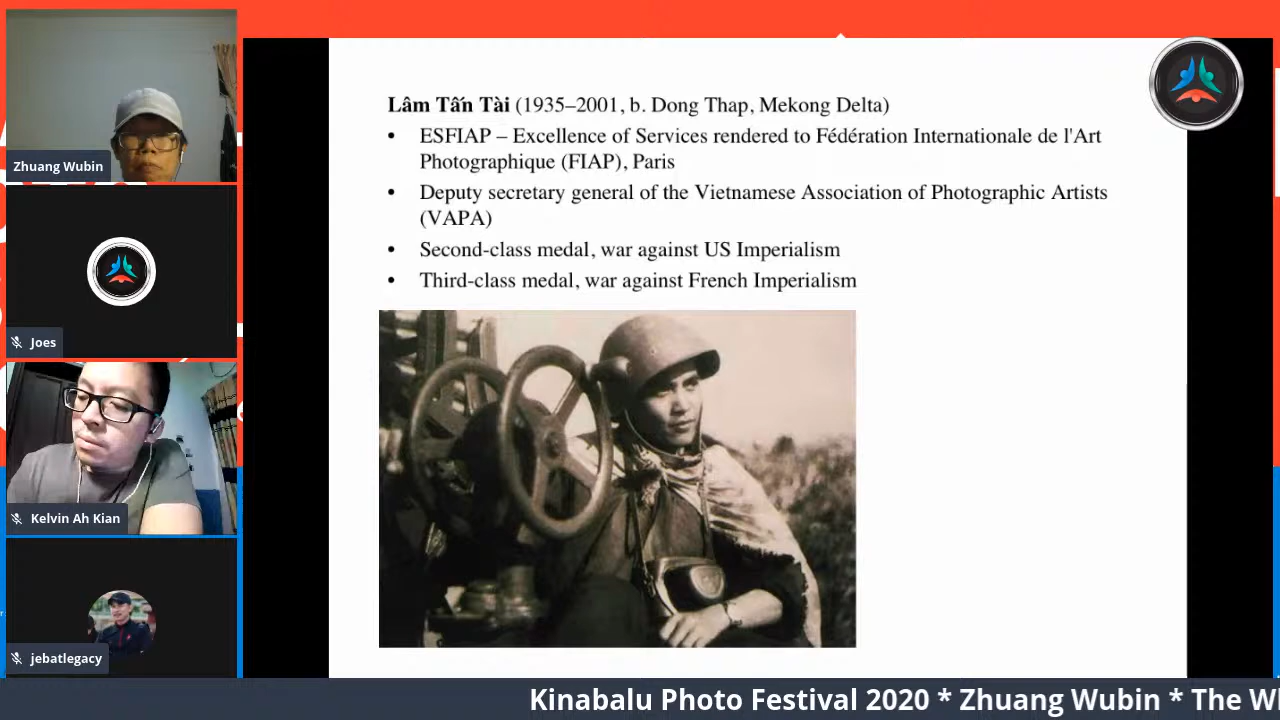 Zhuang Wubin
Joes
Kelvin Ah Kian
jebatlegacy
Lâm Tấn Tài (1935–2001, b. Dong Thap, Mekong Delta)
• ESFIAP – Excellence of Services rendered to Fédération Internationale de l'Art
Photographique (FIAP), Paris
• Deputy secretary general of the Vietnamese Association of Photographic Artists
(VAPA)
• Second-class medal, war against US Imperialism
• Third-class medal, war against French Imperialism
Kinabalu Photo Festival 2020 * Zhuang Wubin * The